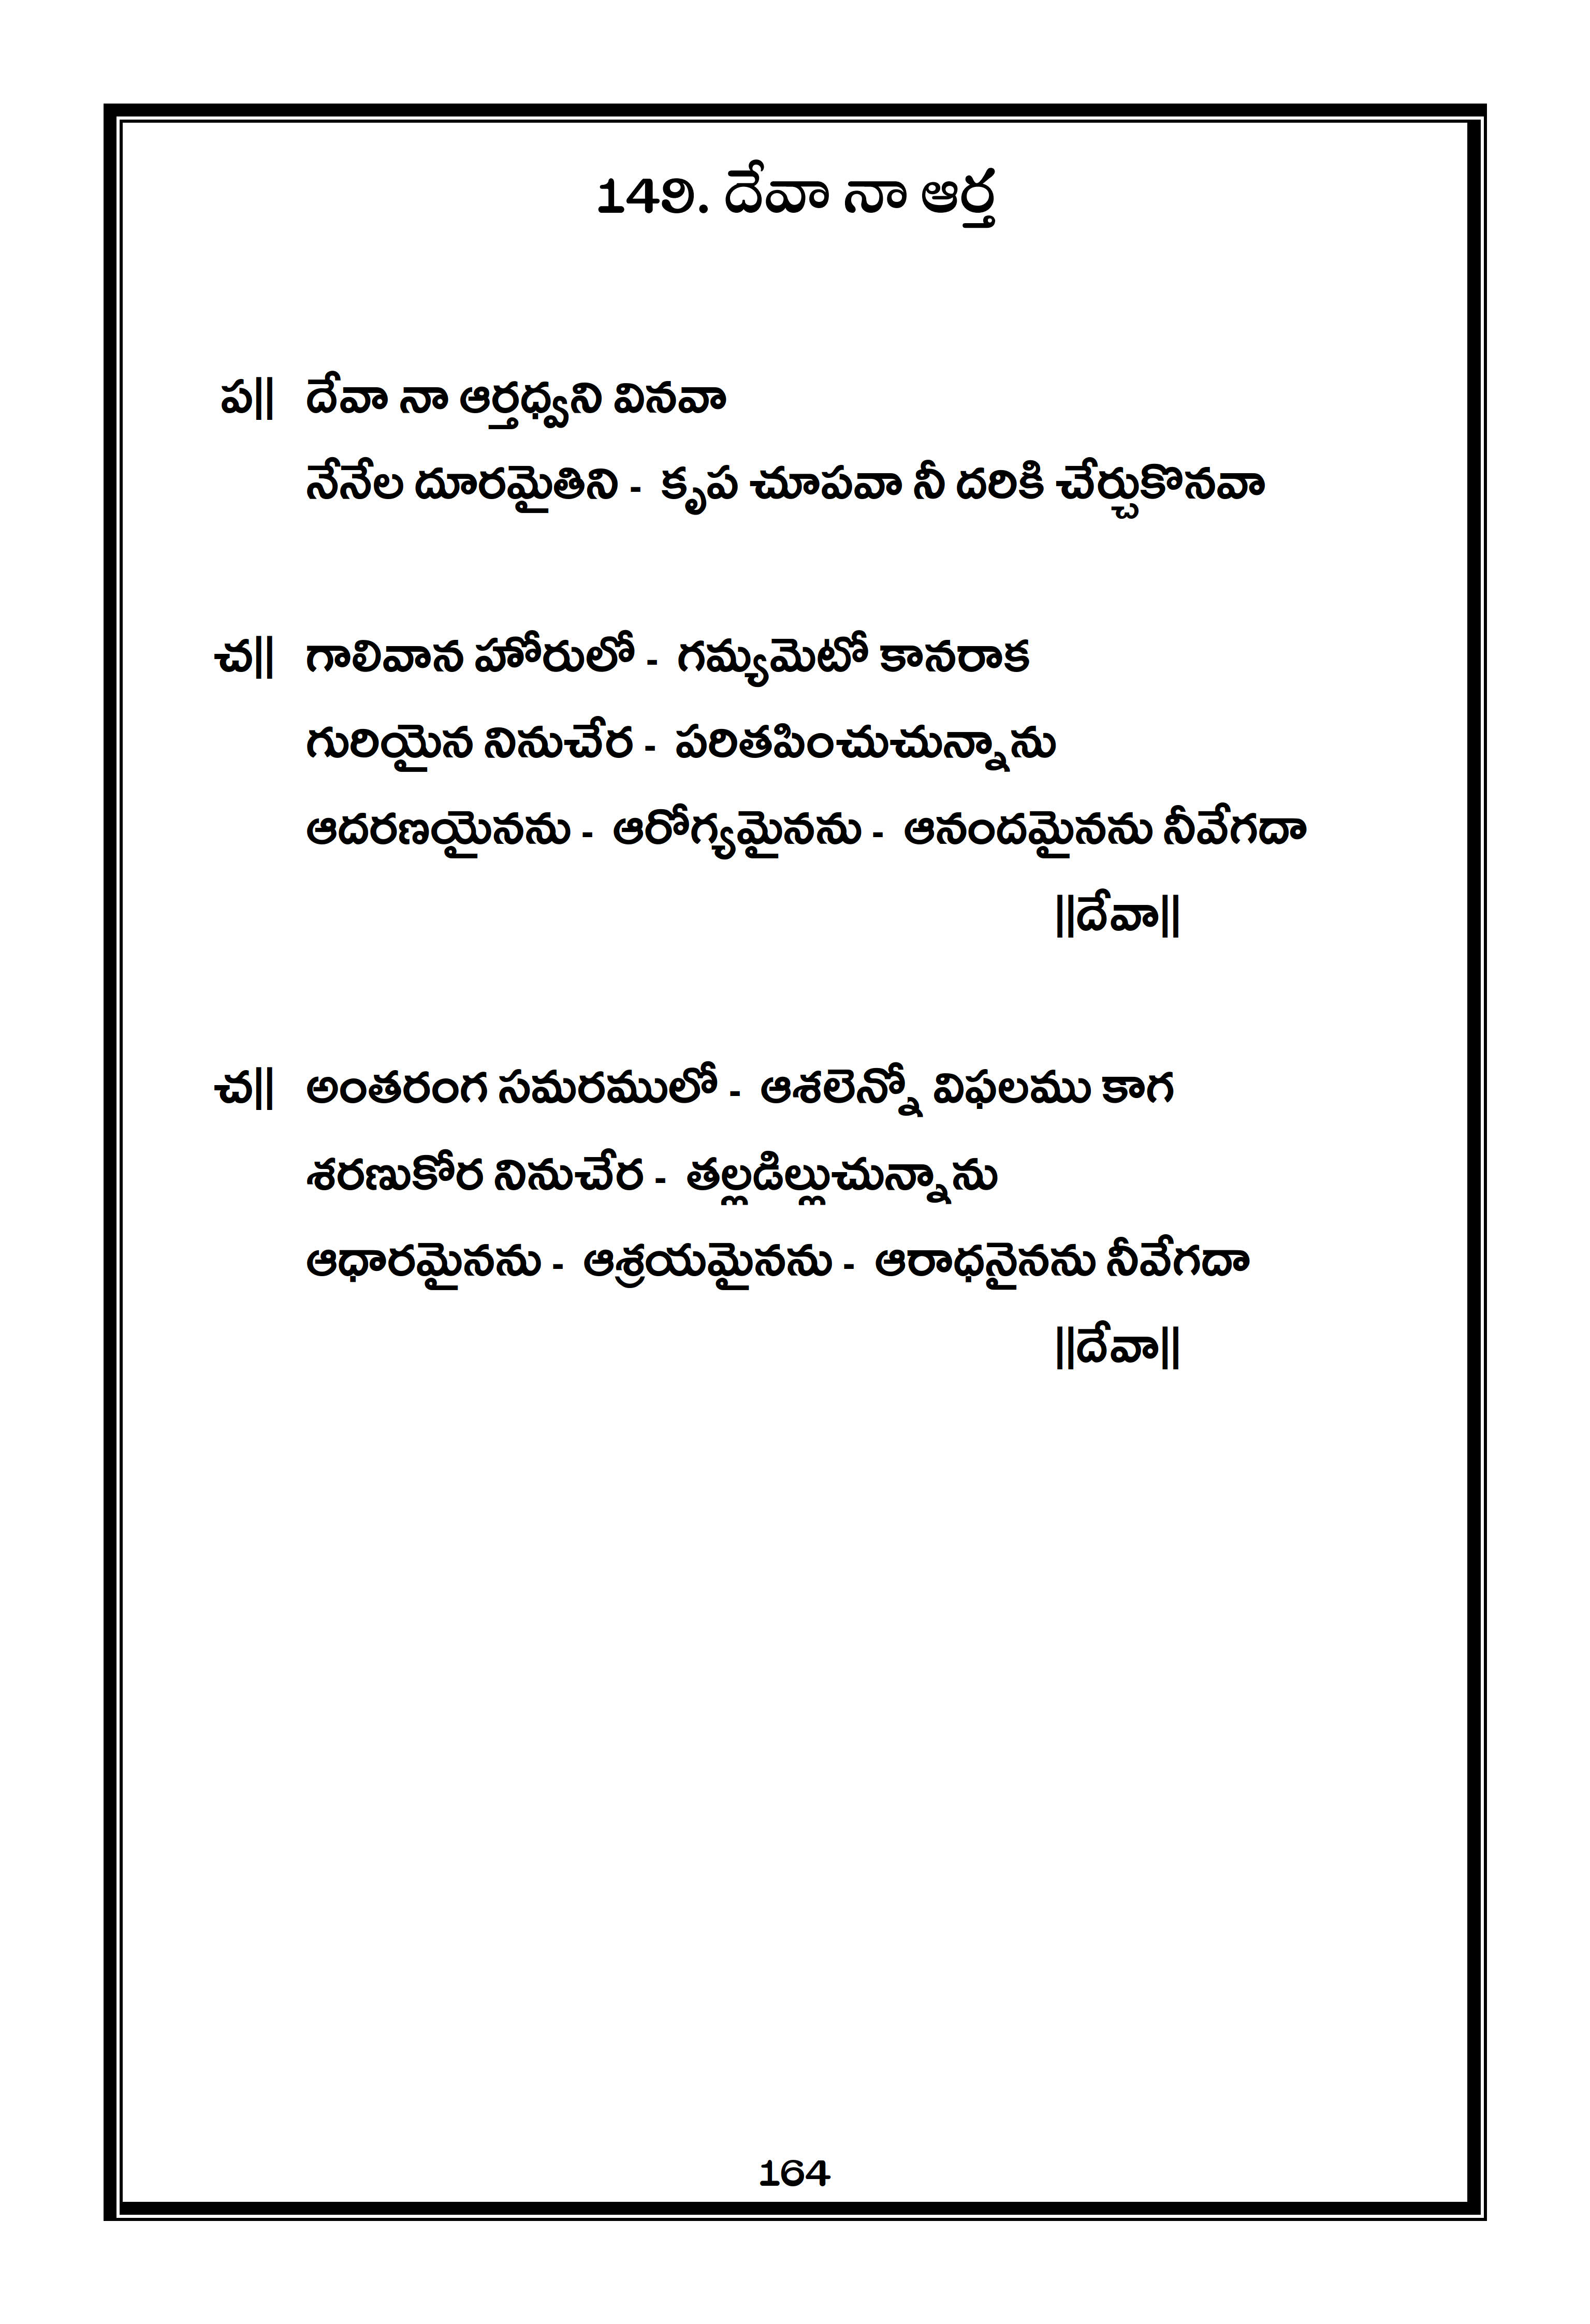 149. దేవా నా ఆర్త
ప|| దేవా నా ఆర్తధ్వని వినవా
నేనేల దూరమైతిని - కృప చూపవా నీ దరికి చేర్చుకొనవా
చ|| గాలివాన హోరులో - గమ్యమెటో కానరాక
గురియైన నినుచేర - పరితపించుచున్నాను
ఆదరణయైనను - ఆరోగ్యమైనను - ఆనందమైనను నీవేగదా
||దేవా||
చ|| అంతరంగ సమరములో - ఆశలెన్నో విఫలము కాగ
శరణుకోర నినుచేర - తల్లడిల్లుచున్నాను
ఆధారమైనను - ఆశ్రయమైనను - ఆరాధనైనను నీవేగదా
||దేవా||
164